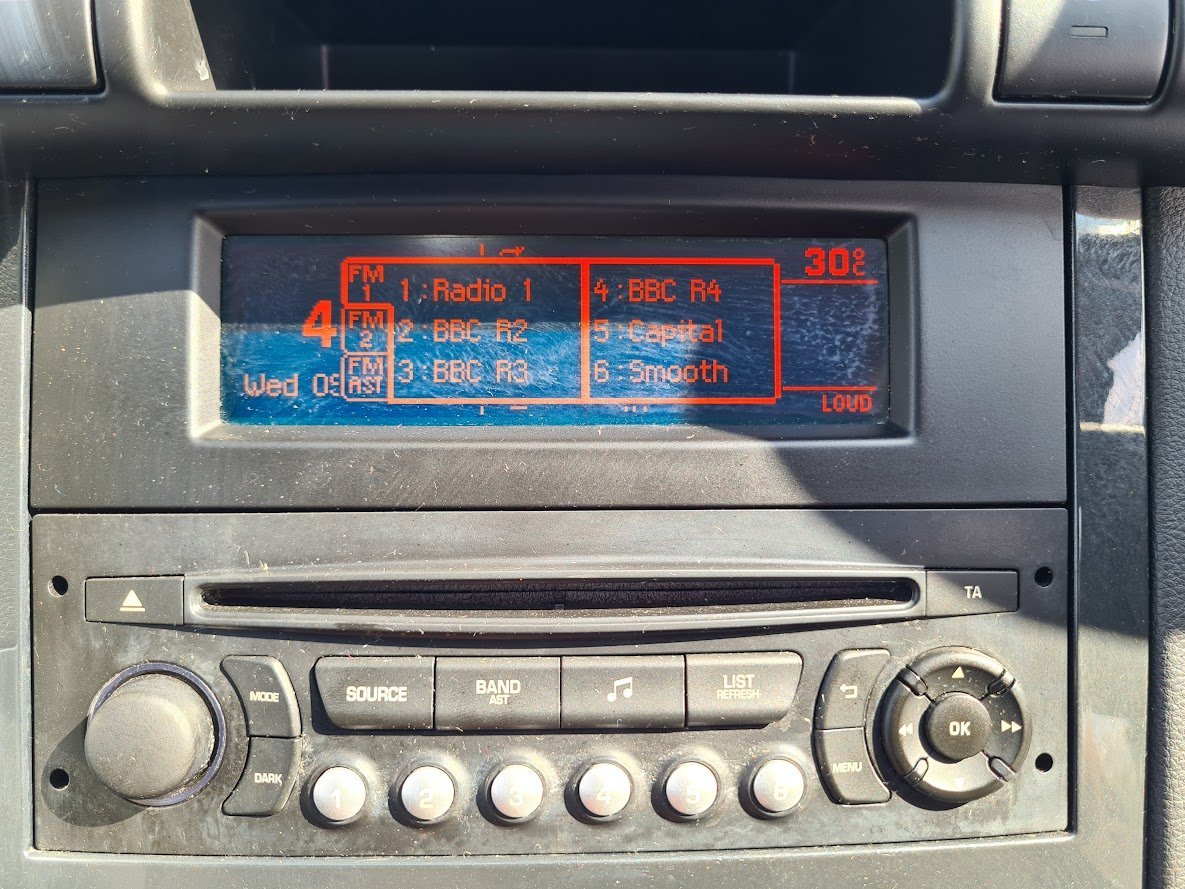 30°C
FM 1
1:Radio 1
4:BBC R4
4
FM 2
2:BBC R2
5:Capital
Wed 09
FM AST
3:BBC R3
6:Smooth
LOUD
TA
MODE
SOURCE
BAND
AST
LIST
REFRESH
OK
DARK
MENU
1
2
3
4
5
6